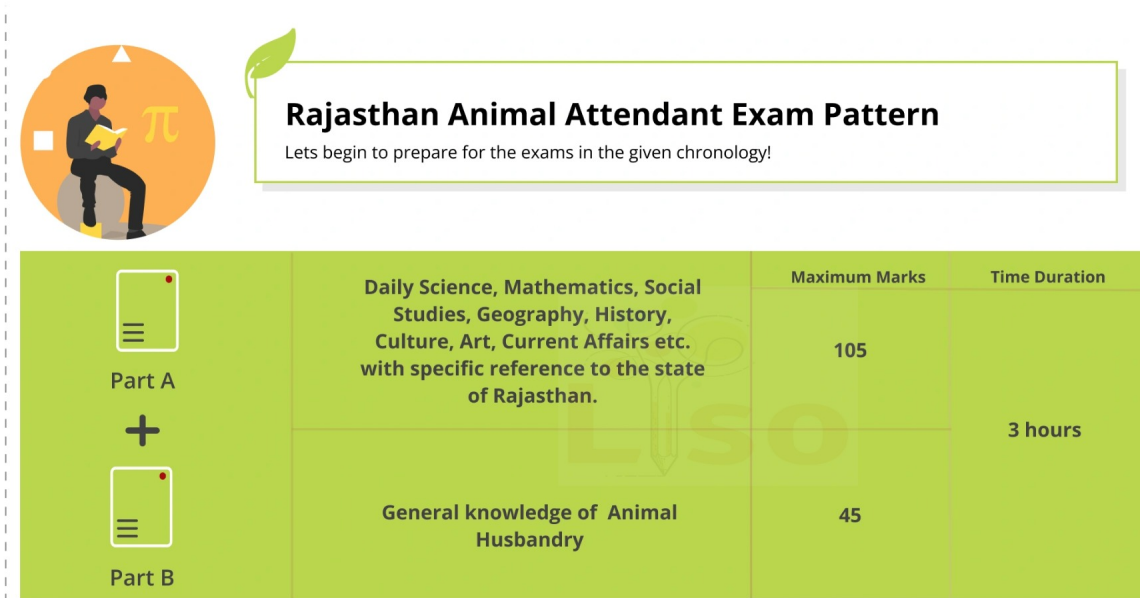 Rajasthan Animal Attendant Exam Pattern
Lets begin to prepare for the exams in the given chronology!
π
Maximum Marks
Time Duration
Part A
Daily Science, Mathematics, Social
Studies, Geography, History,
Culture, Art, Current Affairs etc.
with specific reference to the state
of Rajasthan.
105
3 hours
+
Part B
General knowledge of Animal
Husbandry
45
Liso